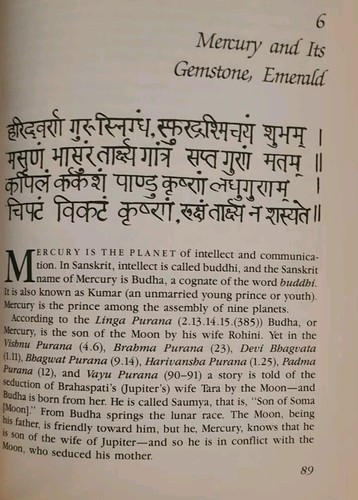 6
Mercury and Its
Gemstone, Emerald
हरिद्वर्ण गुरु-स्निग्धं, स्फुरद्रश्मिचयं शुभम् ।
मसृणं भासुरं तार्क्ष्यं गात्रं सप्त गुणं मतम् ॥
कपिलं कर्कशं पाण्डु कृष्णं लघुगुणम् ।
चिपटं विकटं कृष्णं, रुक्षं तार्क्ष्यं न शस्यते ॥
MERCURY IS THE PLANET of intellect and communica-
tion. In Sanskrit, intellect is called buddhi, and the Sanskrit
name of Mercury is Budha, a cognate of the word buddhi.
It is also known as Kumar (an unmarried young prince or youth).
Mercury is the prince among the assembly of nine planets.
According to the Linga Purana (2.13.14.15.(385)) Budha, or
Mercury, is the son of the Moon by his wife Rohini. Yet in the
Vishnu Purana (4.6), Brahma Purana (23), Devi Bhagvata
(1.11), Bhagwat Purana (9.14), Harivansha Purana (1.25), Padma
Purana (12), and Vayu Purana (90–91) a story is told of the
seduction of Brahaspati's (Jupiter's) wife Tara by the Moon—and
Budha is born from her. He is called Saumya, that is, "Son of Soma
[Moon]." From Budha springs the lunar race. The Moon, being
his father, is friendly toward him, but he, Mercury, knows that he
is son of the wife of Jupiter—and so he is in conflict with the
Moon, who seduced his mother.
89